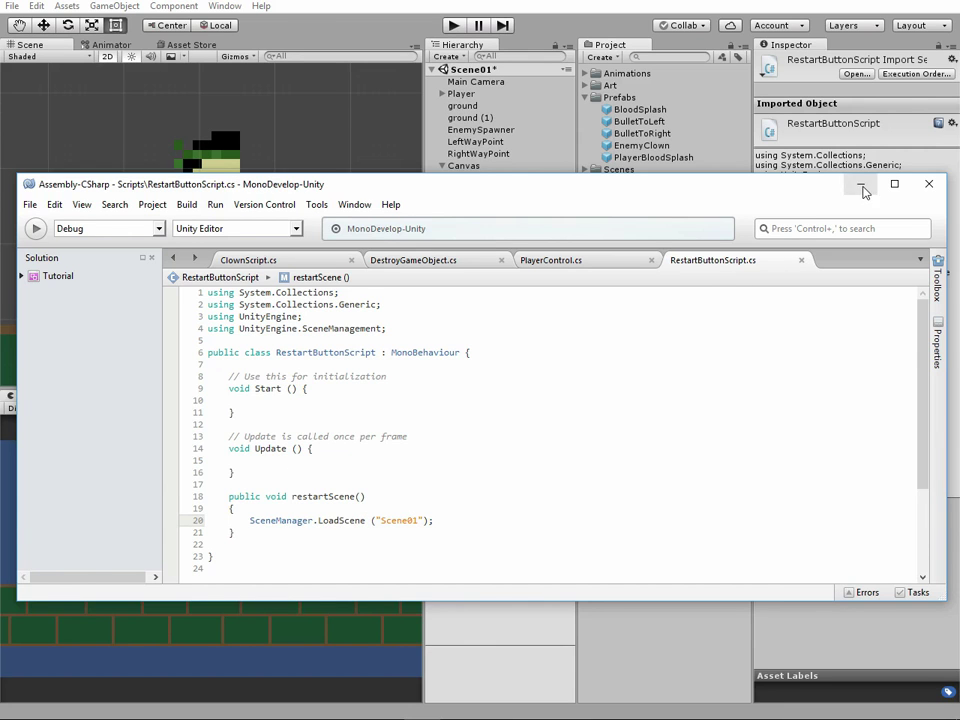 File Edit Assets GameObject Component Window Help
Center Local Collab Account Layers Layout
Scene Animator Asset Store Hierarchy Project Inspector
Shaded 2D Gizmos All Create All Create
RestartButtonScript Import Se
Open... Execution Order...
Scene01*
Main Camera
Player
ground
ground (1)
EnemySpawner
LeftWayPoint
RightWayPoint
Canvas
Animations
Art
Prefabs
BloodSplash
BulletToLeft
BulletToRight
EnemyClown
PlayerBloodSplash
Scenes
Imported Object
RestartButtonScript
using System.Collections;
using System.Collections.Generic;
Assembly-CSharp - Scripts\RestartButtonScript.cs - MonoDevelop-Unity
File Edit View Search Project Build Run Version Control Tools Window Help
Debug Unity Editor MonoDevelop-Unity Press 'Control+,' to search
Solution
Tutorial
ClownScript.cs DestroyGameObject.cs PlayerControl.cs RestartButtonScript.cs
RestartButtonScript restartScene ()
1 using System.Collections;
2 using System.Collections.Generic;
3 using UnityEngine;
4 using UnityEngine.SceneManagement;
5
6 public class RestartButtonScript : MonoBehaviour {
7
8 // Use this for initialization
9 void Start () {
10
11 }
12
13 // Update is called once per frame
14 void Update () {
15
16 }
17
18 public void restartScene()
19 {
20 SceneManager.LoadScene ("Scene01");
21 }
22
23 }
24
Toolbox
Properties
Errors Tasks
Di
Asset Labels